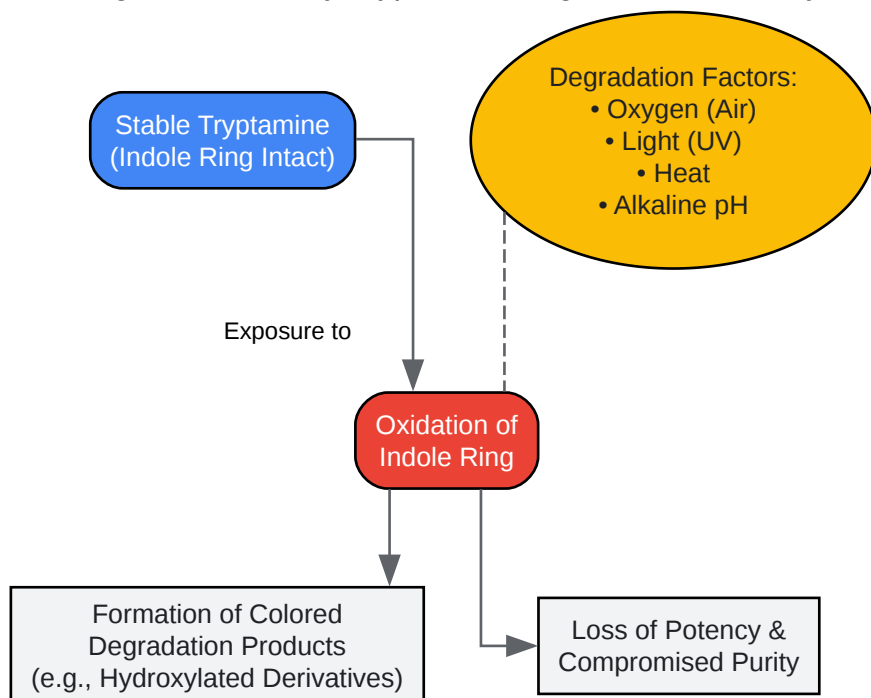 Degradation Factors:
• Oxygen (Air)
• Light (UV)
• Heat
• Alkaline pH
Stable Tryptamine
(Indole Ring Intact)
Exposure to
Oxidation of
Indole Ring
Formation of Colored
Degradation Products
(e.g., Hydroxylated Derivatives)
Loss of Potency &
Compromised Purity